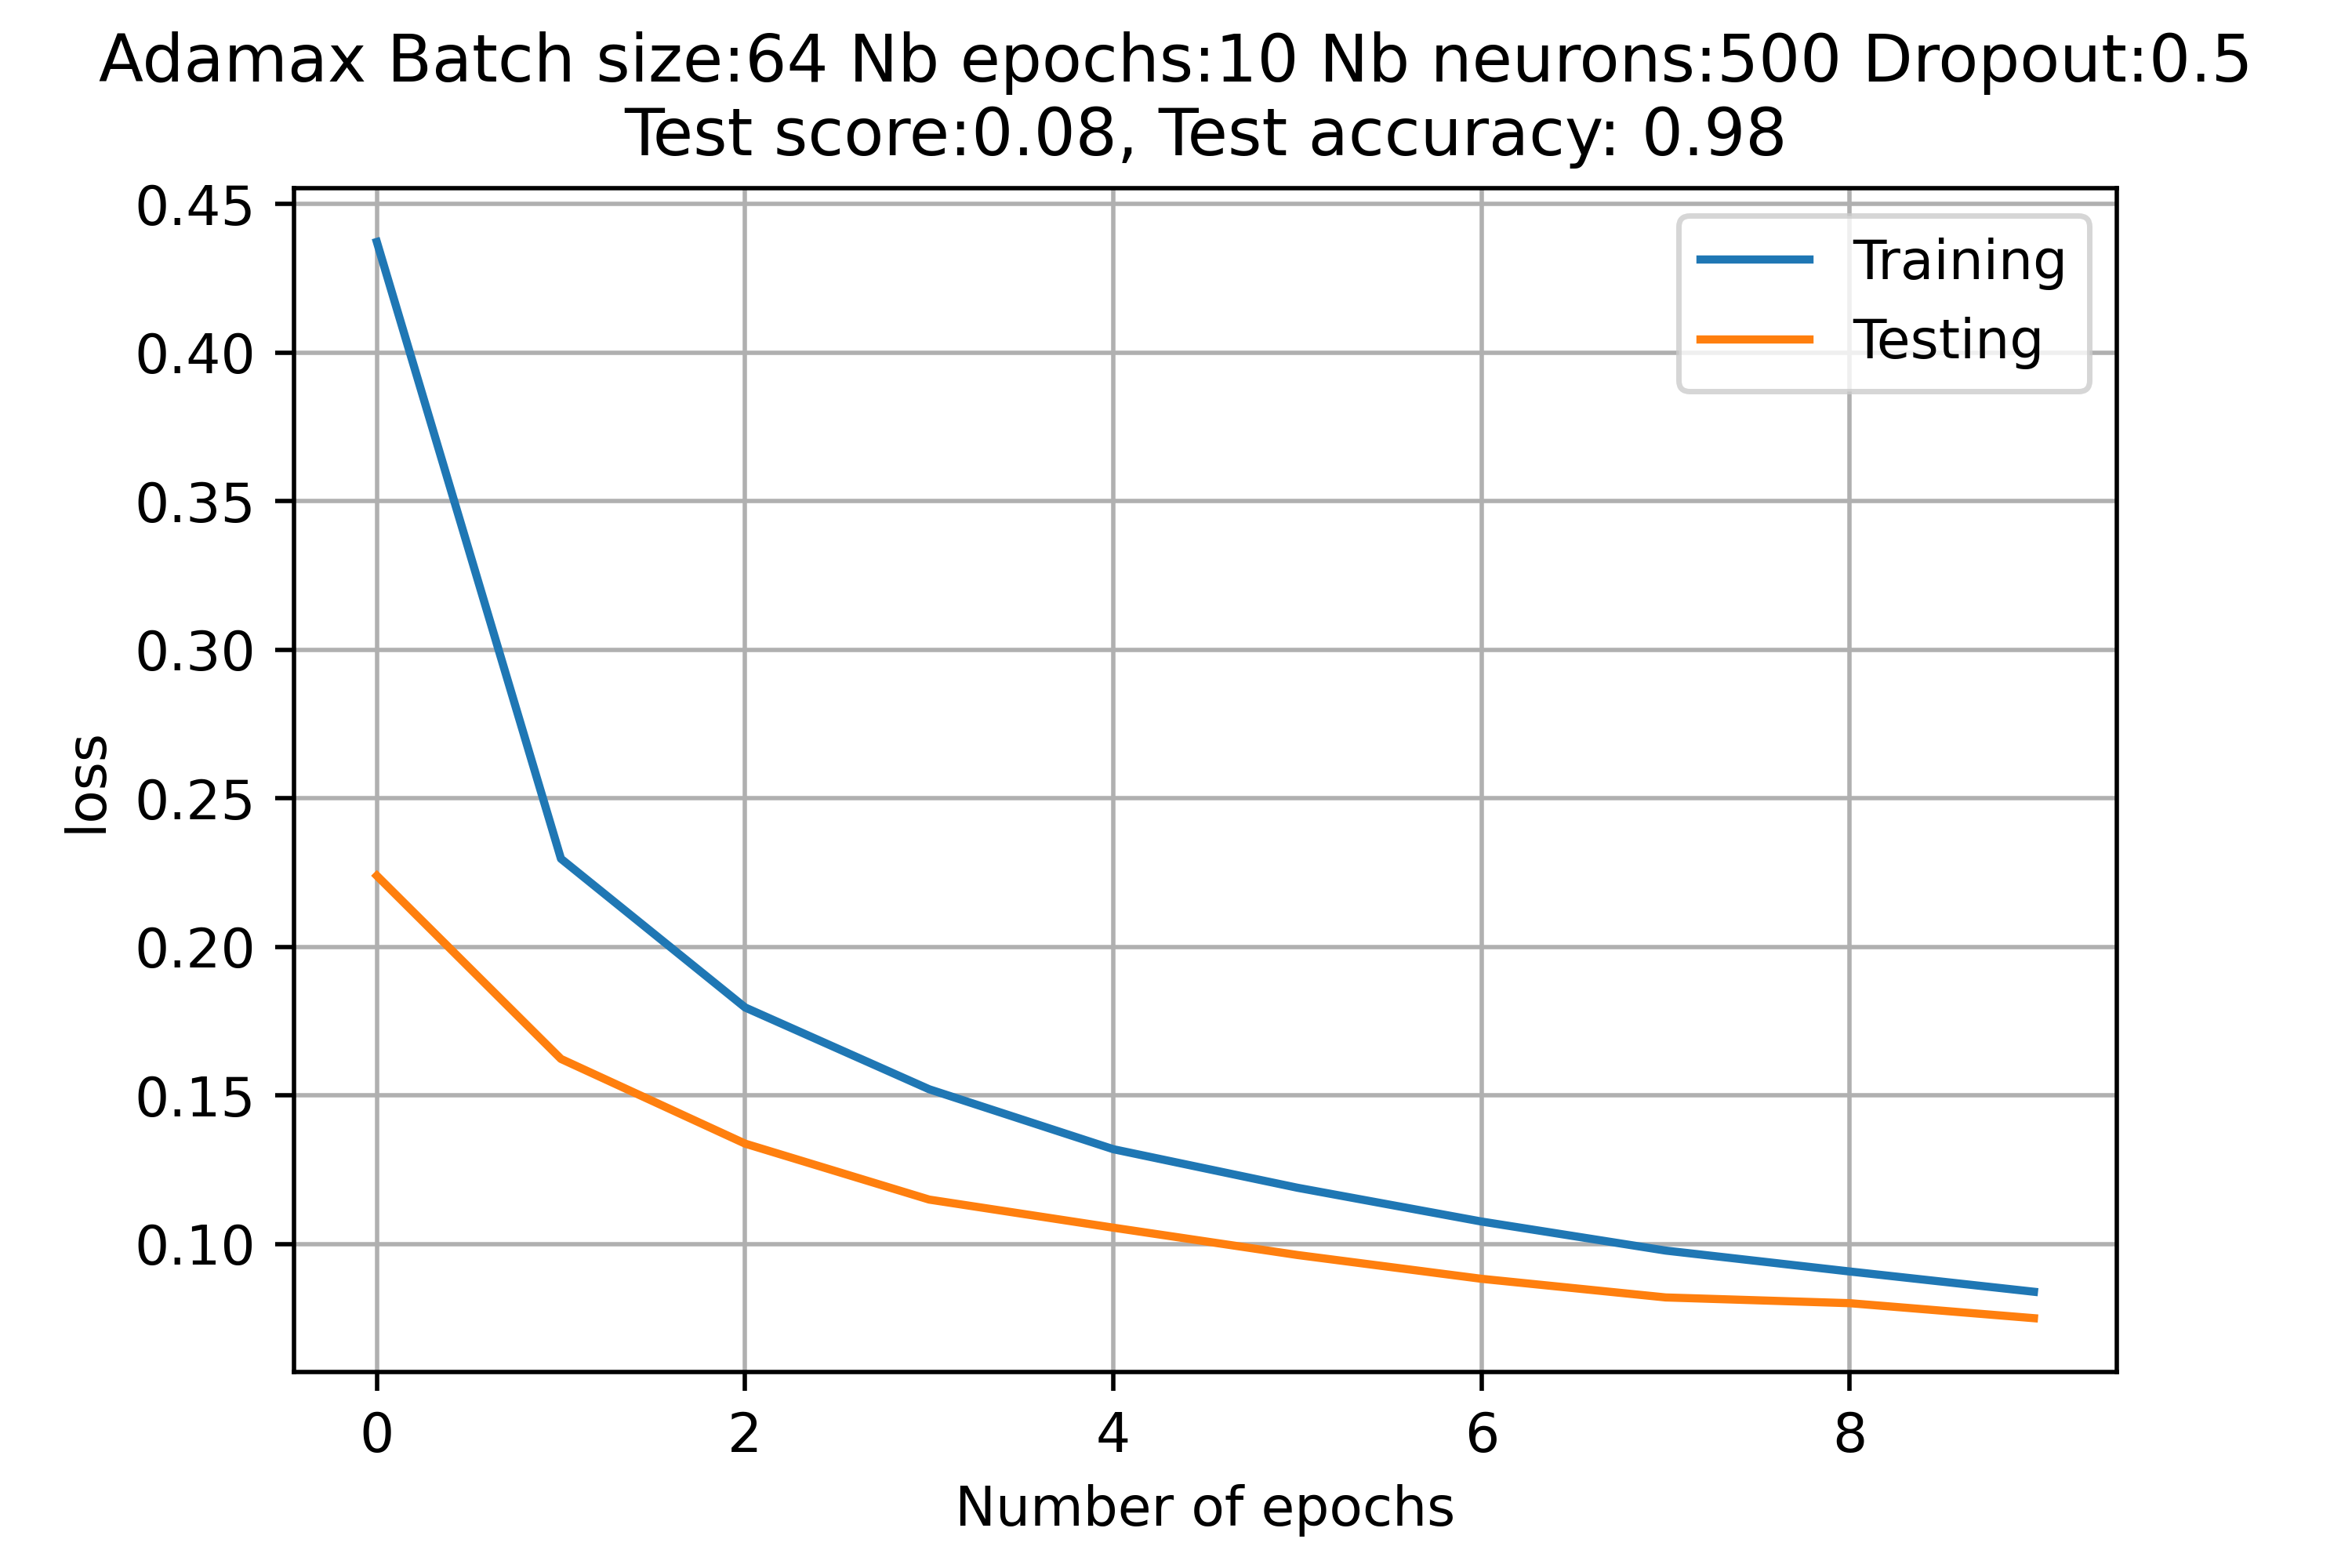 Adamax Batch size:64 Nb epochs:10 Nb neurons:500 Dropout:0.5
Test score:0.08, Test accuracy: 0.98
Training
Testing
0.45
0.40
0.35
0.30
0.25
0.20
0.15
0.10
loss
0 2 4 6 8
Number of epochs